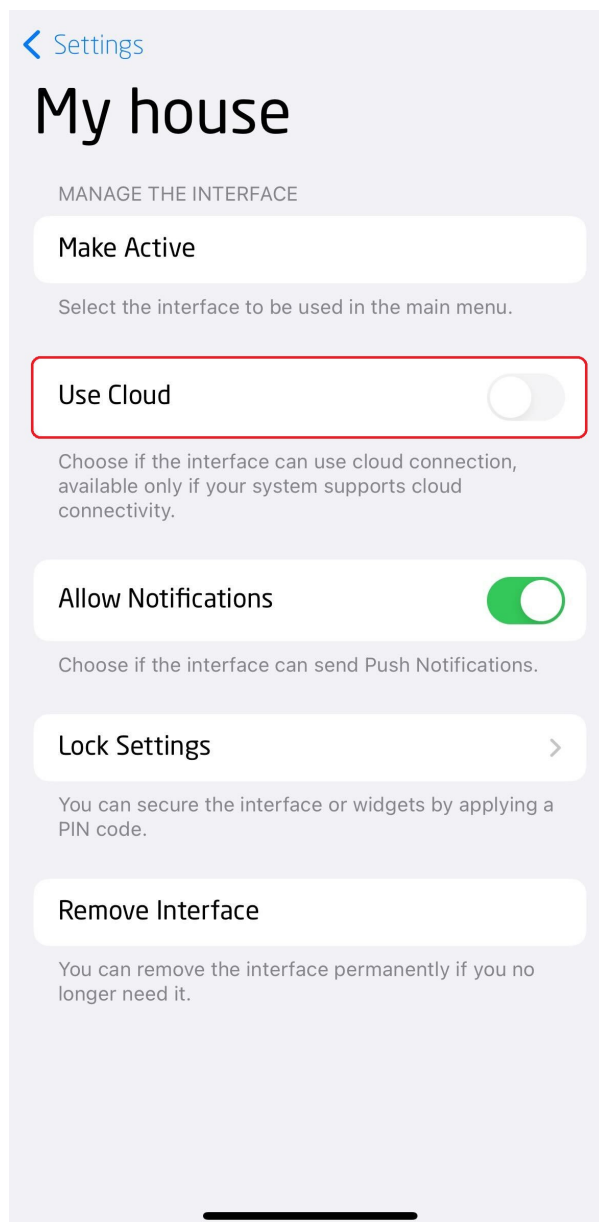 Settings
My house
MANAGE THE INTERFACE
Make Active
Select the interface to be used in the main menu.
Use Cloud
Choose if the interface can use cloud connection,
available only if your system supports cloud
connectivity.
Allow Notifications
Choose if the interface can send Push Notifications.
Lock Settings
You can secure the interface or widgets by applying a
PIN code.
Remove Interface
You can remove the interface permanently if you no
longer need it.